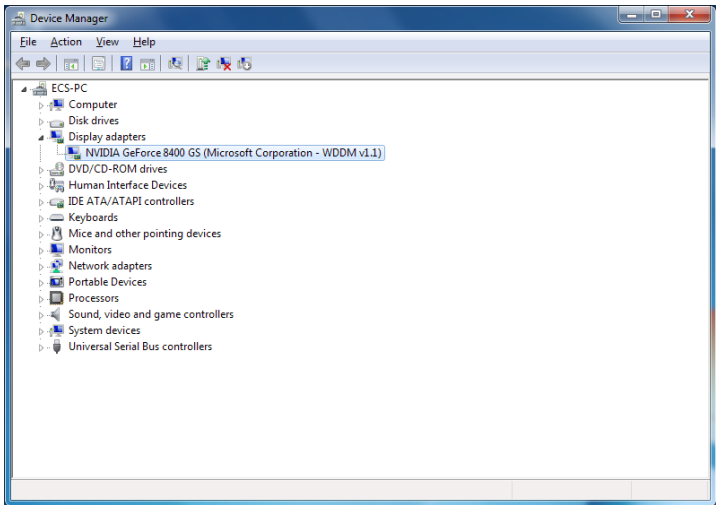 Device Manager
File Action View Help
ECS-PC
Computer
Disk drives
Display adapters
NVIDIA GeForce 8400 GS (Microsoft Corporation - WDDM v1.1)
DVD/CD-ROM drives
Human Interface Devices
IDE ATA/ATAPI controllers
Keyboards
Mice and other pointing devices
Monitors
Network adapters
Portable Devices
Processors
Sound, video and game controllers
System devices
Universal Serial Bus controllers